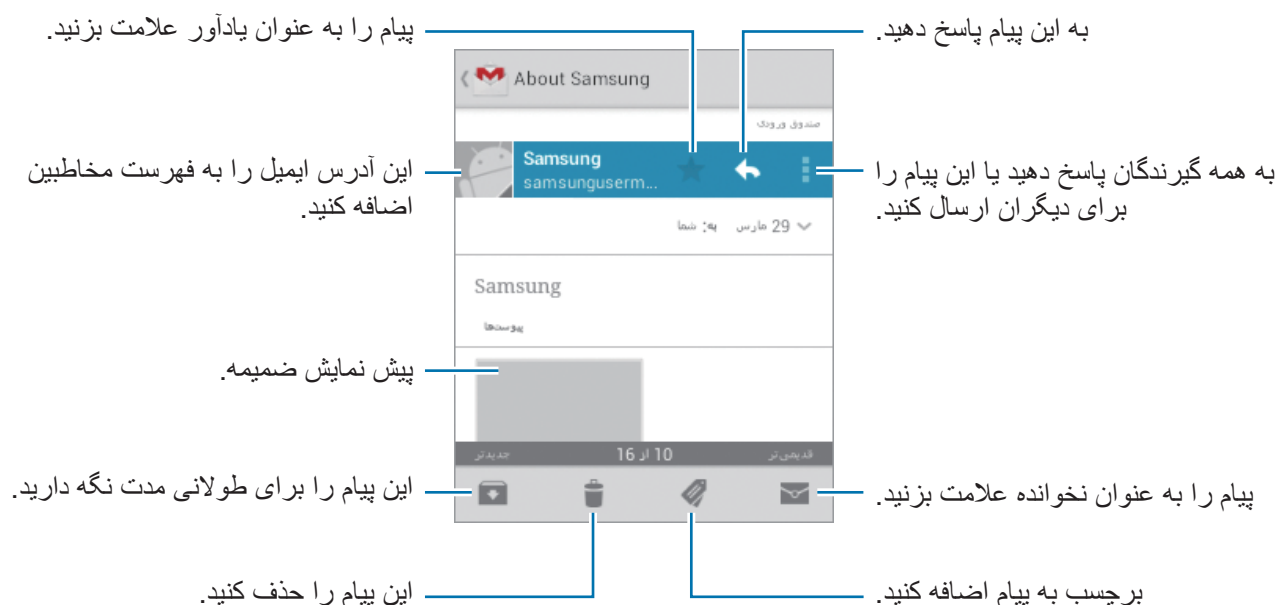 به این پیام پاسخ دهید.
پیام را به عنوان یادآور علامت بزنید.
About Samsung
صندوق ورودی
Samsung
samsunguserm...
به همه گیرندگان پاسخ دهید یا این پیام را
برای دیگران ارسال کنید.
این آدرس ایمیل را به فهرست مخاطبین
اضافه کنید.
29 مارس به: شما
Samsung
پیوست‌ها
پیش نمایش ضمیمه.
قدیمی‌تر 10 از 16 جدیدتر
پیام را به عنوان نخوانده علامت بزنید.
این پیام را برای طولانی مدت نگه دارید.
برچسب به پیام اضافه کنید.
این پیام را حذف کنید.